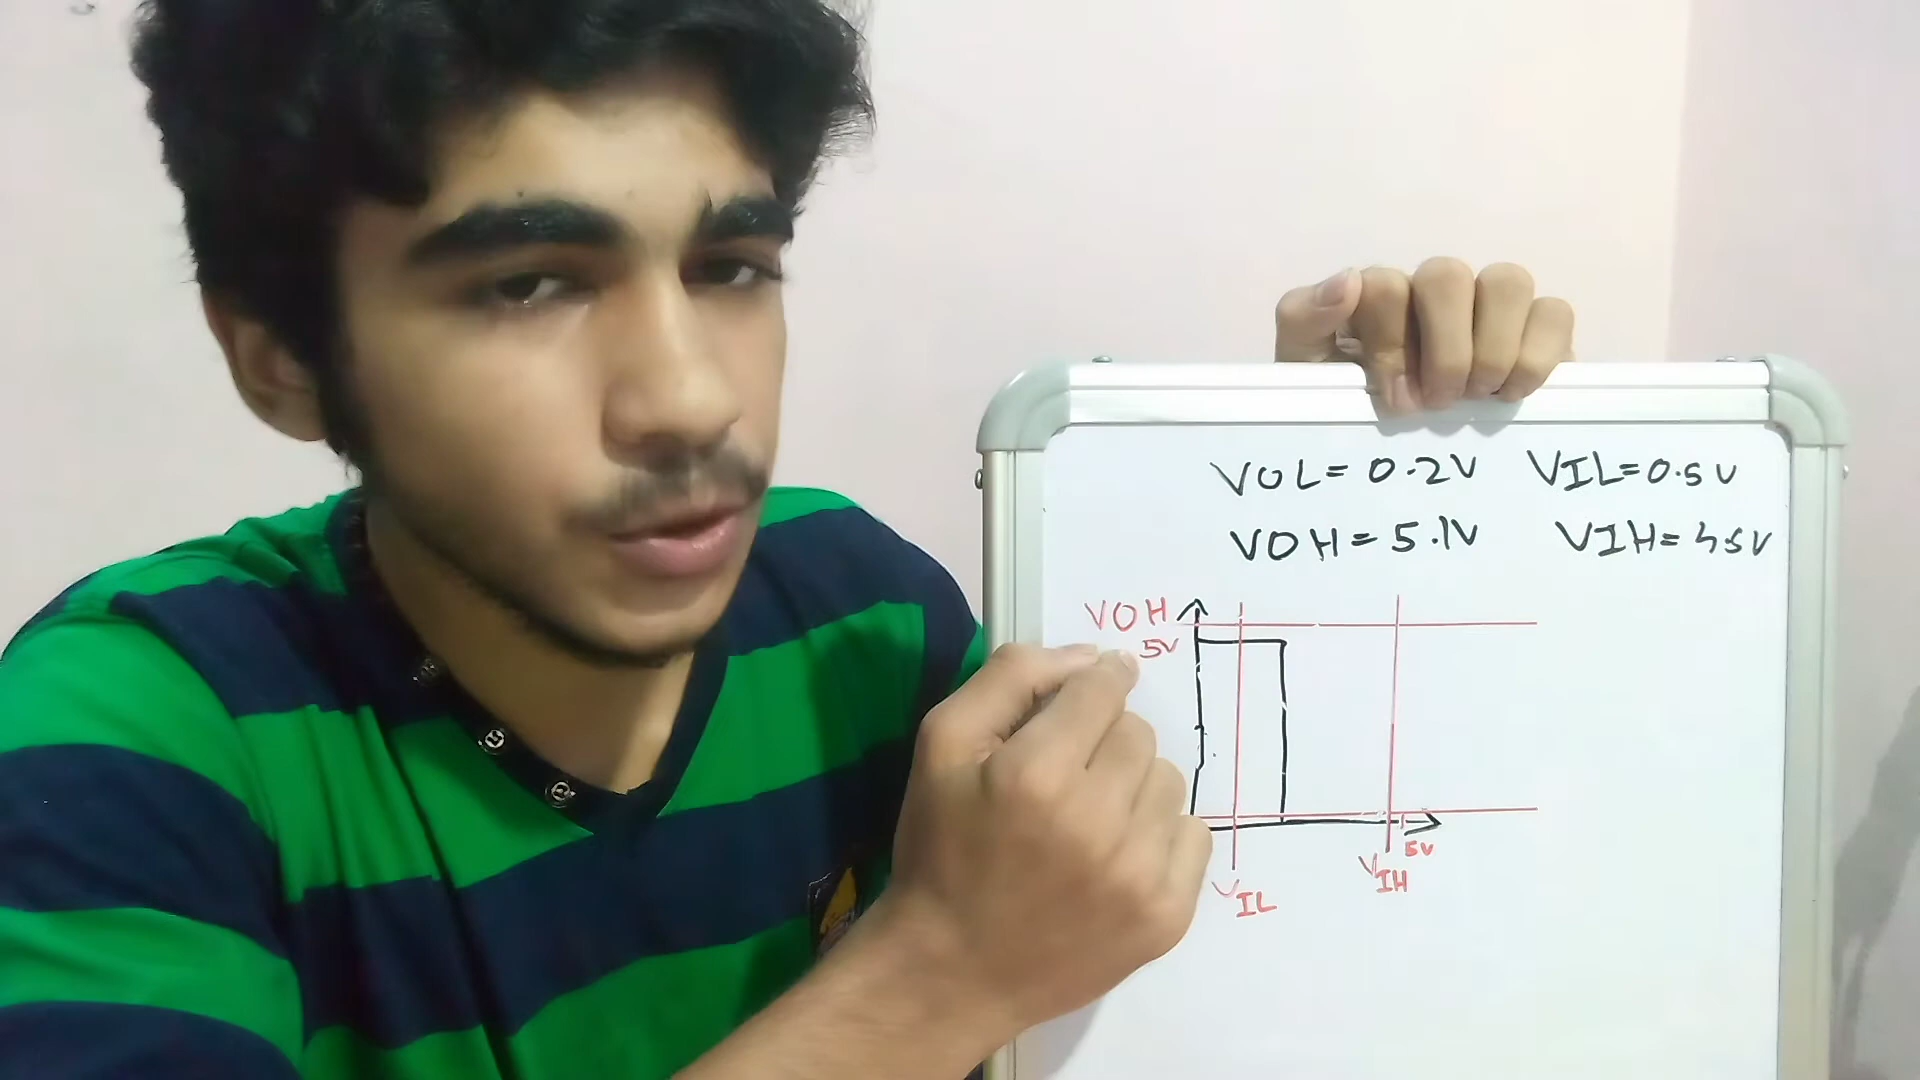 VOL = 0.2V VIL=0.5V
VOH = 5.1V VIH= 4.5V
VOH
5V
5V
VIL
VIH